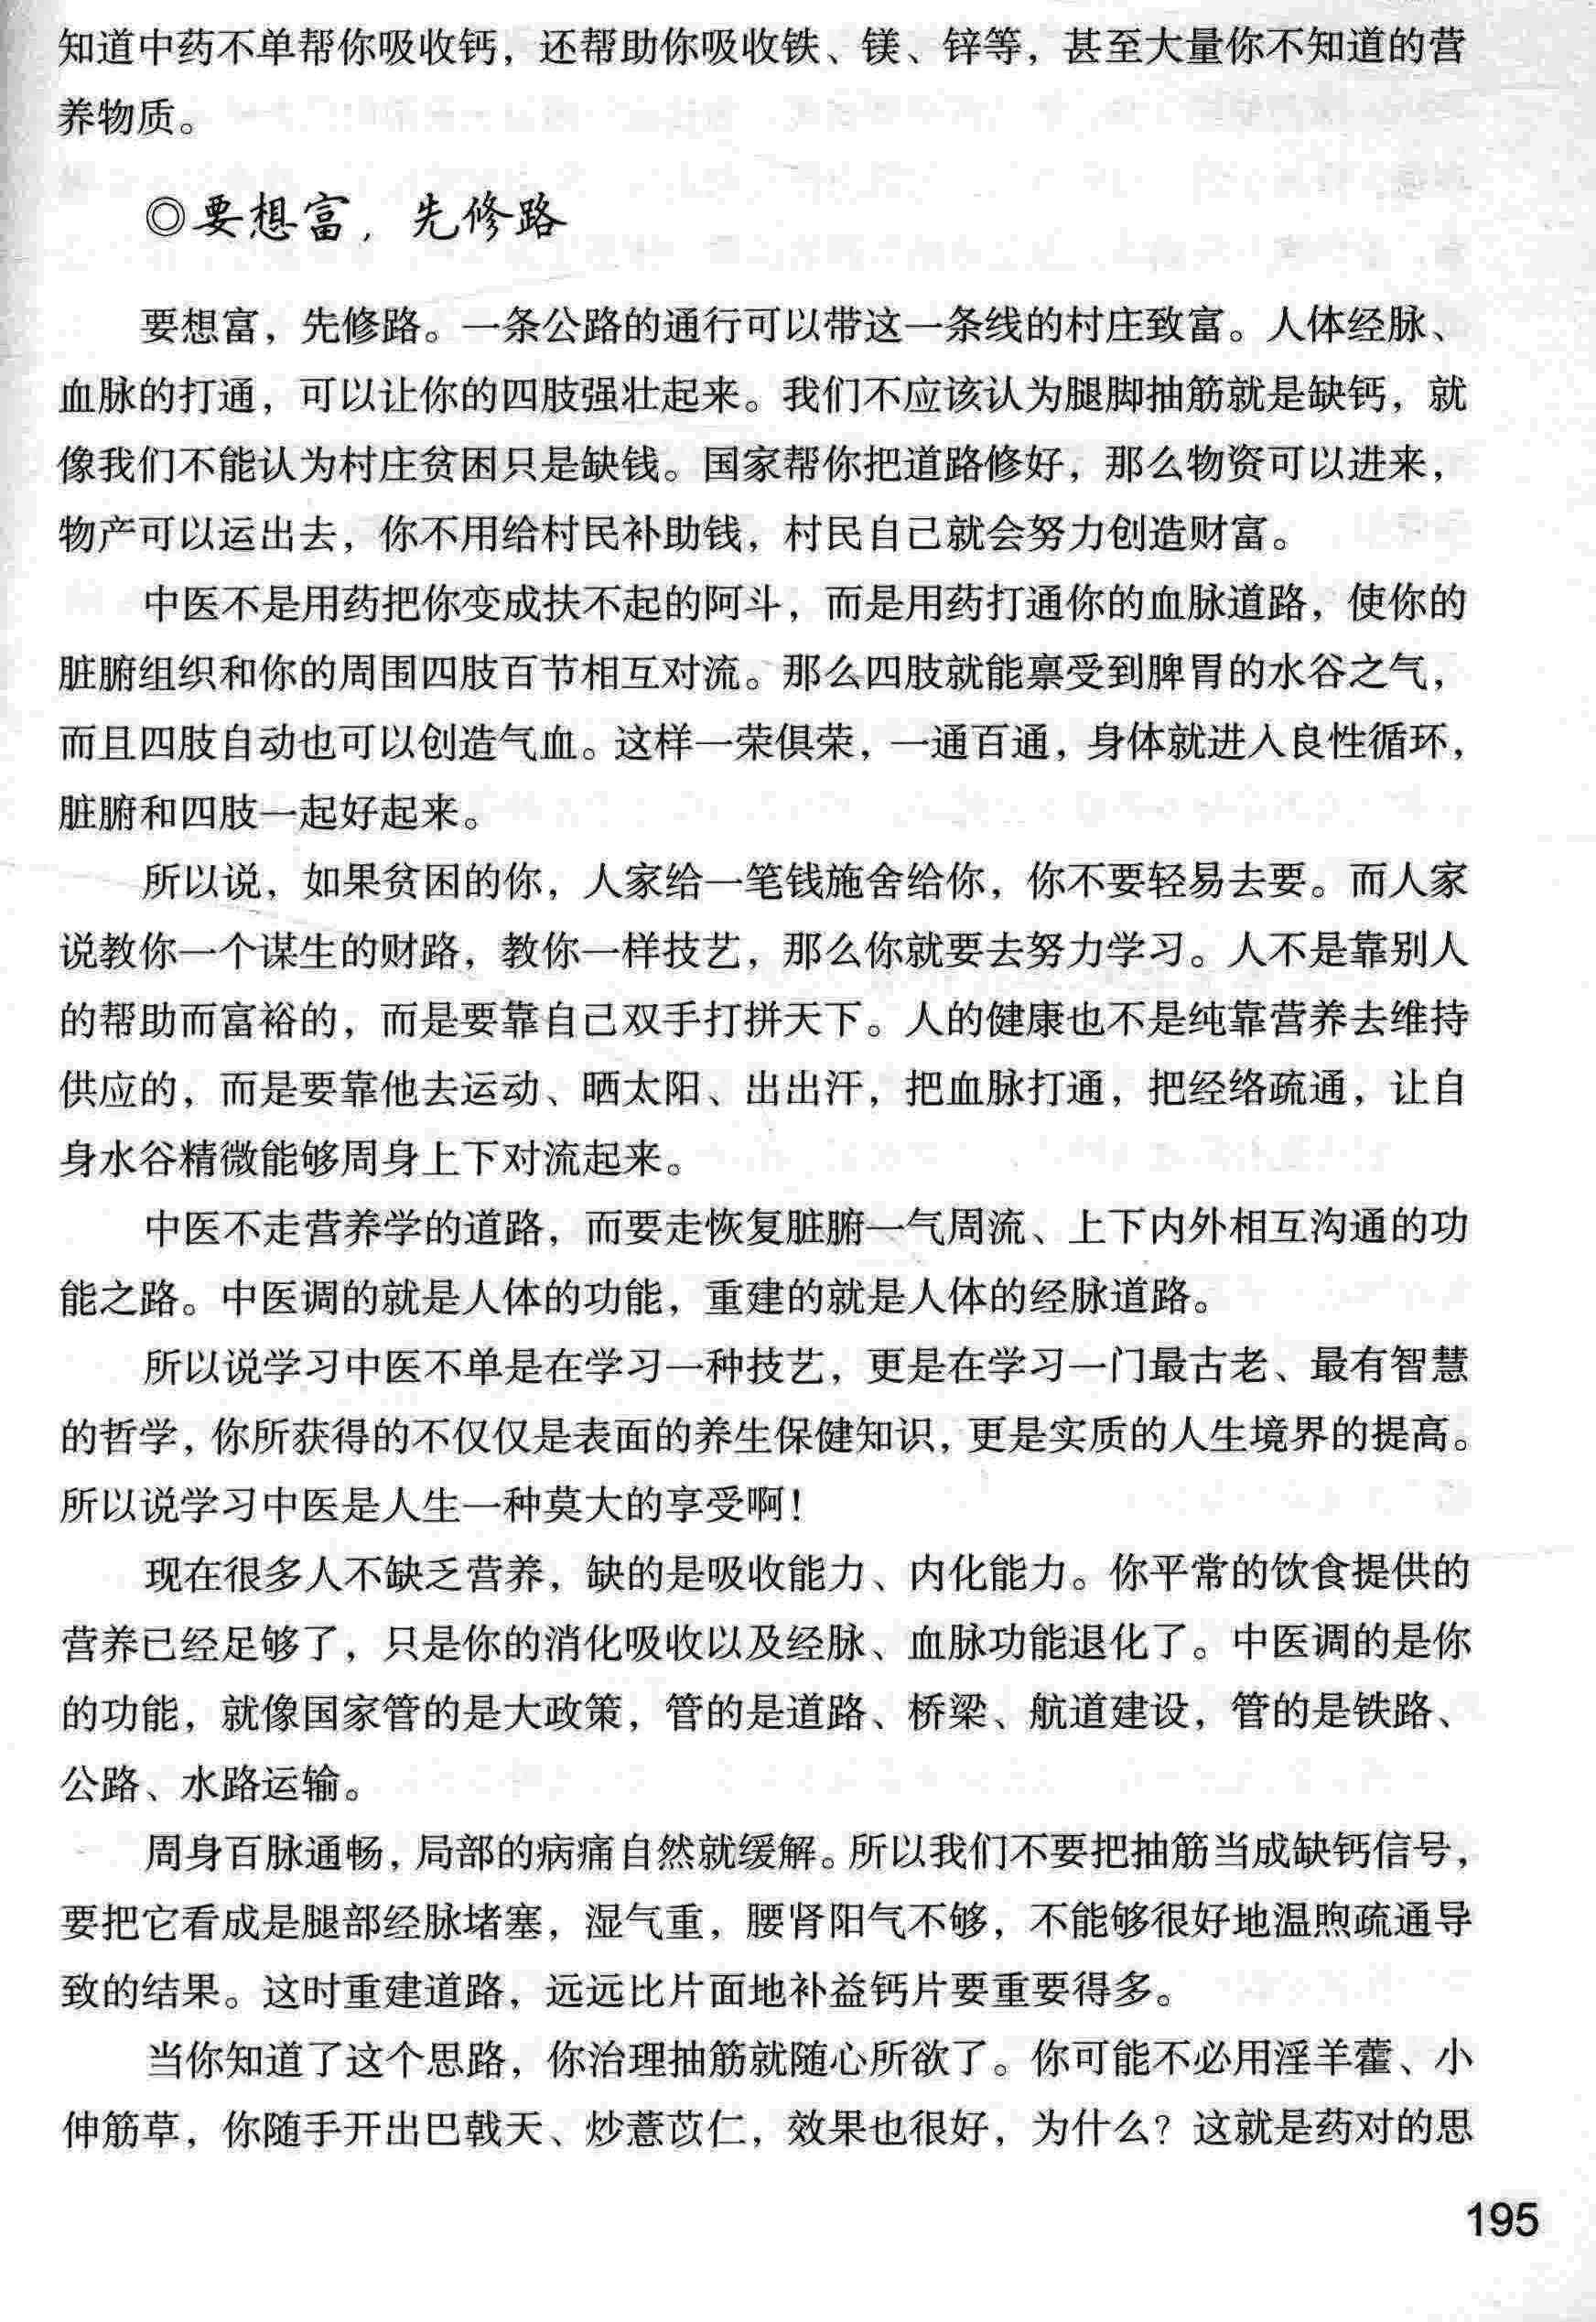 知道中药不单帮你吸收钙，还帮助你吸收铁、镁、锌等，甚至大量你不知道的营
养物质。
◎要想富，先修路
要想富，先修路。一条公路的通行可以带这一条线的村庄致富。人体经脉、
血脉的打通，可以让你的四肢强壮起来。我们不应该认为腿脚抽筋就是缺钙，就
像我们不能认为村庄贫困只是缺钱。国家帮你把道路修好，那么物资可以进来，
物产可以运出去，你不用给村民补助钱，村民自己就会努力创造财富。
中医不是用药把你变成扶不起的阿斗，而是用药打通你的血脉道路，使你的
脏腑组织和你的周围四肢百节相互对流。那么四肢就能禀受到脾胃的水谷之气，
而且四肢自动也可以创造气血。这样一荣俱荣，一通百通，身体就进入良性循环，
脏腑和四肢一起好起来。
所以说，如果贫困的你，人家给一笔钱施舍给你，你不要轻易去要。而人家
说教你一个谋生的财路，教你一样技艺，那么你就要去努力学习。人不是靠别人
的帮助而富裕的，而是要靠自己双手打拼天下。人的健康也不是纯靠营养去维持
供应的，而是要靠他去运动、晒太阳、出出汗，把血脉打通，把经络疏通，让自
身水谷精微能够周身上下对流起来。
中医不走营养学的道路，而要走恢复脏腑一气周流、上下内外相互沟通的功
能之路。中医调的就是人体的功能，重建的就是人体的经脉道路。
所以说学习中医不单是在学习一种技艺，更是在学习一门最古老、最有智慧
的哲学，你所获得的不仅仅是表面的养生保健知识，更是实质的人生境界的提高。
所以说学习中医是人生一种莫大的享受啊！
现在很多人不缺乏营养，缺的是吸收能力、内化能力。你平常的饮食提供的
营养已经足够了，只是你的消化吸收以及经脉、血脉功能退化了。中医调的是你
的功能，就像国家管的是大政策，管的是道路、桥梁、航道建设，管的是铁路、
公路、水路运输。
周身百脉通畅，局部的病痛自然就缓解。所以我们不要把抽筋当成缺钙信号，
要把它看成是腿部经脉堵塞，湿气重，腰肾阳气不够，不能够很好地温煦疏通导
致的结果。这时重建道路，远远比片面地补益钙片要重要得多。
当你知道了这个思路，你治理抽筋就随心所欲了。你可能不必用淫羊藿、小
伸筋草，你随手开出巴戟天、炒薏苡仁，效果也很好，为什么？这就是药对的思
195